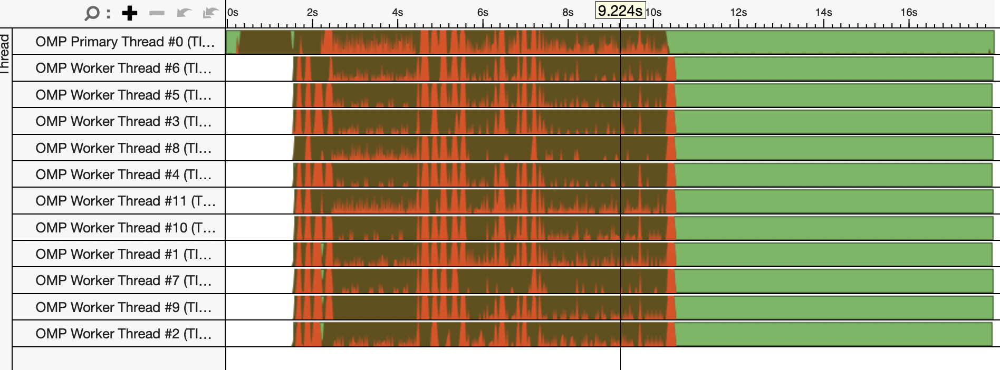 0s 2s 4s 6s 8s 9.224s 10s 12s 14s 16s
Thread
OMP Primary Thread #0 (TI...
OMP Worker Thread #6 (TI...
OMP Worker Thread #5 (TI...
OMP Worker Thread #3 (TI...
OMP Worker Thread #8 (TI...
OMP Worker Thread #4 (TI...
OMP Worker Thread #11 (T...
OMP Worker Thread #10 (T...
OMP Worker Thread #1 (TI...
OMP Worker Thread #7 (TI...
OMP Worker Thread #9 (TI...
OMP Worker Thread #2 (TI...